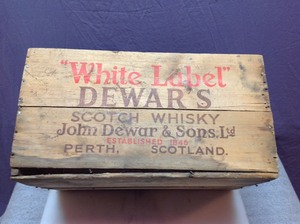 "White Label"
DEWAR'S
SCOTCH WHISKY
John Dewar & Sons, Ltd
ESTABLISHED 1846
PERTH, SCOTLAND.